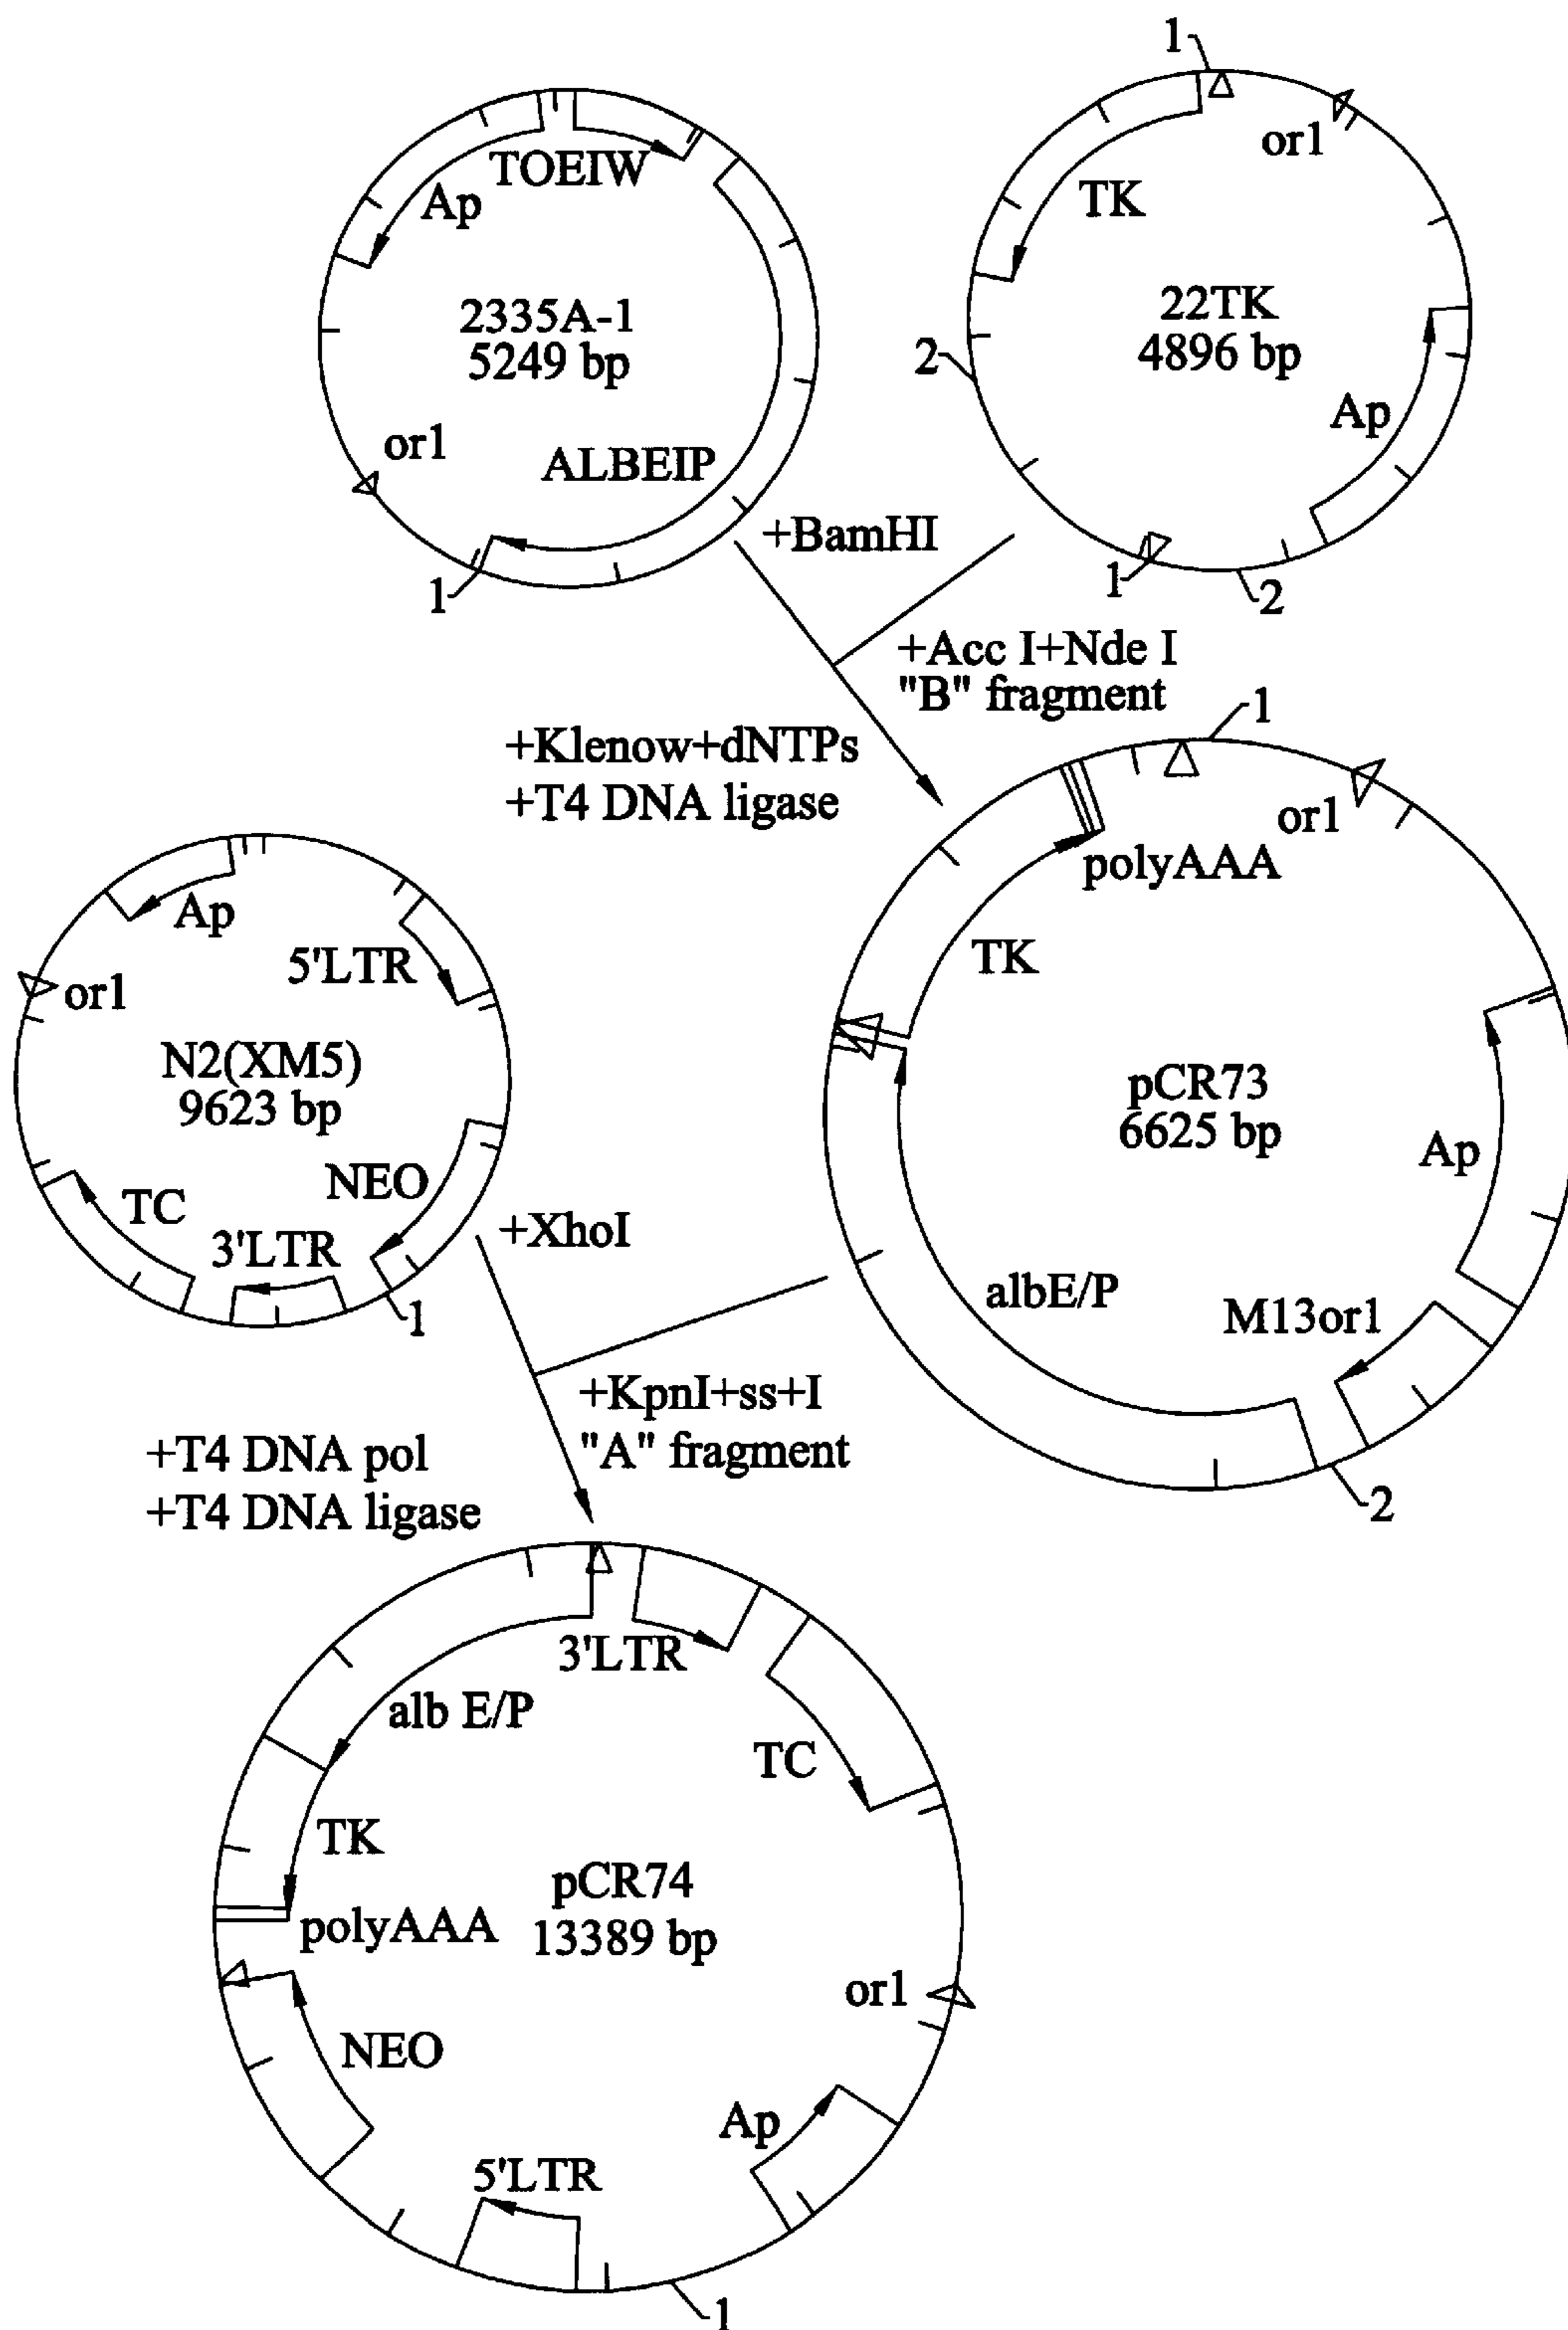 1
TOEIW
Ap
2335A-1
5249 bp
or1
ALBEIP
1
or1
TK
22TK
4896 bp
2
Ap
1
2
+BamHI
+Acc I+Nde I
"B" fragment
+Klenow+dNTPs
+T4 DNA ligase
1
or1
polyAAA
TK
pCR73
6625 bp
Ap
albE/P
M13or1
2
Ap
5'LTR
or1
N2(XM5)
9623 bp
NEO
TC
3'LTR
1
+XhoI
+KpnI+ss+I
"A" fragment
+T4 DNA pol
+T4 DNA ligase
3'LTR
alb E/P
TC
TK
pCR74
13389 bp
polyAAA
or1
NEO
Ap
5'LTR
1